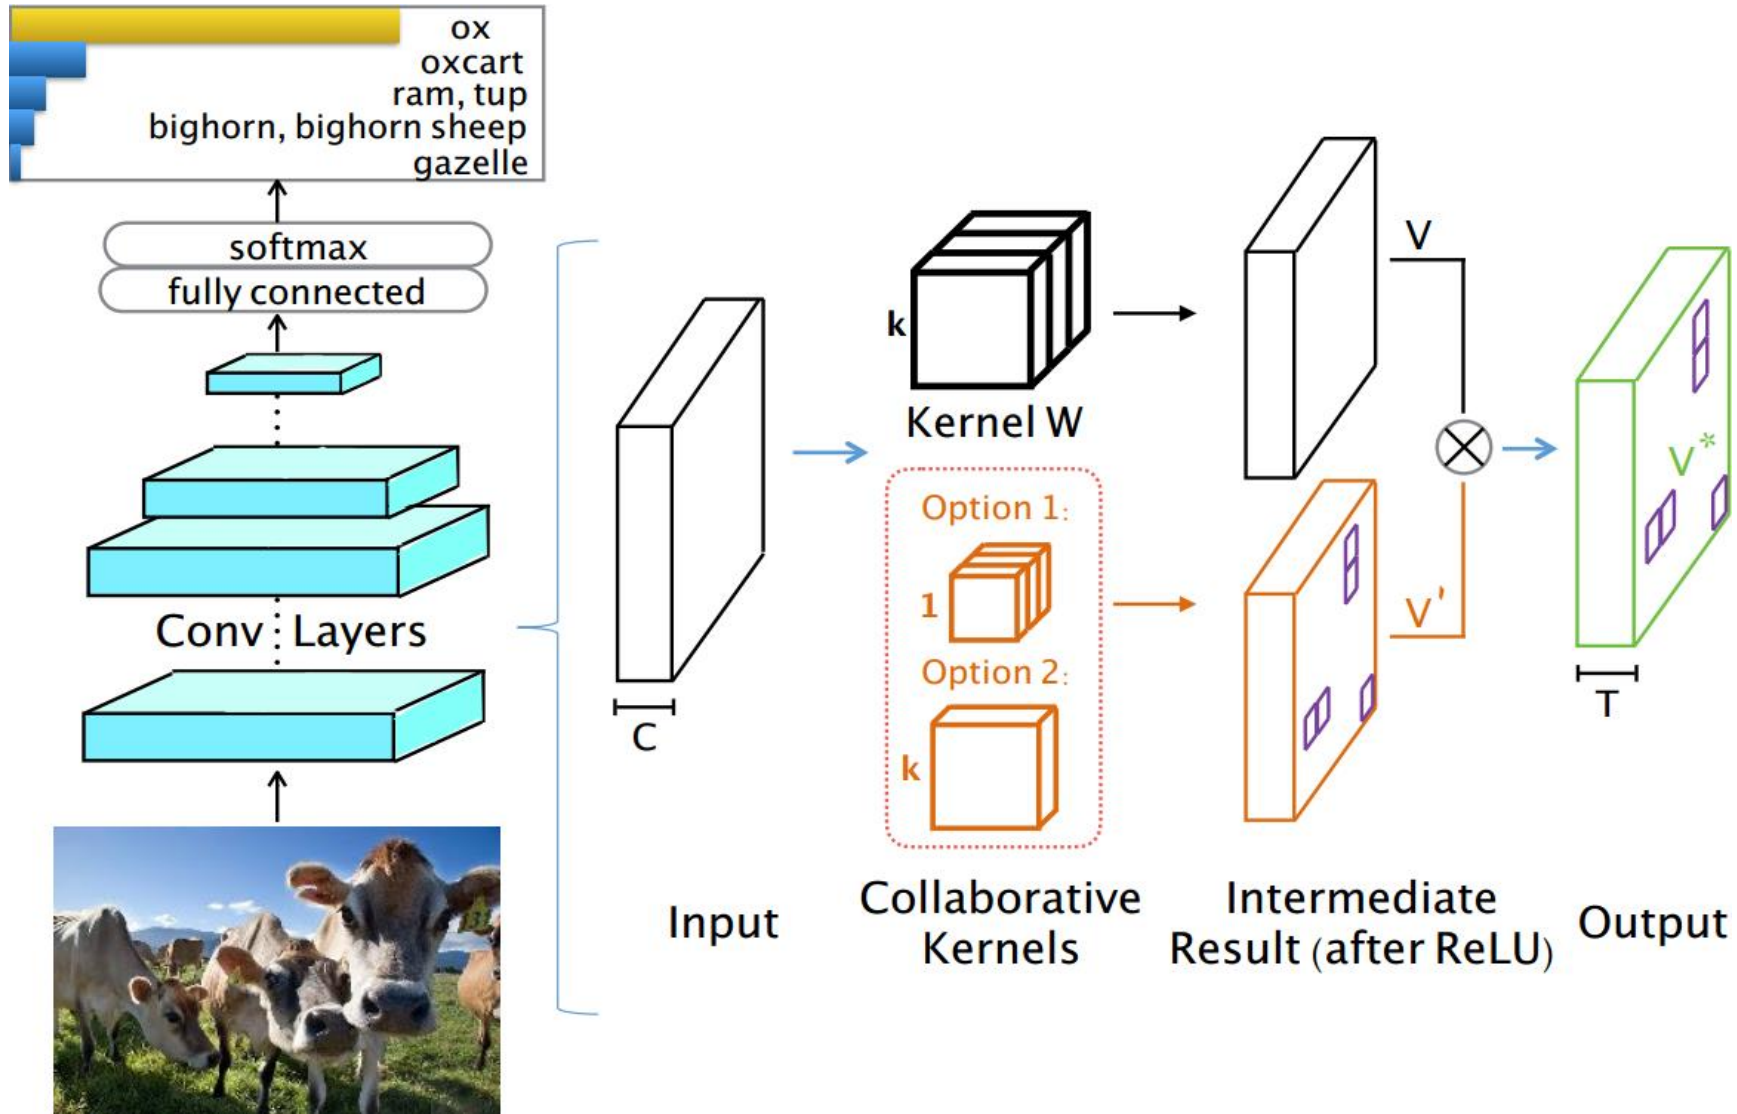 ox
oxcart
ram, tup
bighorn, bighorn sheep
gazelle
softmax
fully connected
Conv Layers
C
Input
k
Kernel W
Option 1:
1
Option 2:
k
Collaborative
Kernels
V
V'
Intermediate
Result (after ReLU)
V*
T
Output